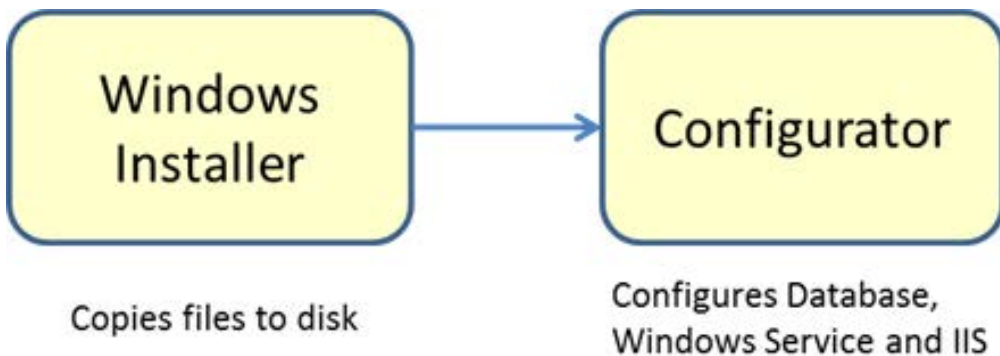 Windows
Installer
Configurator
Copies files to disk
Configures Database,
Windows Service and IIS